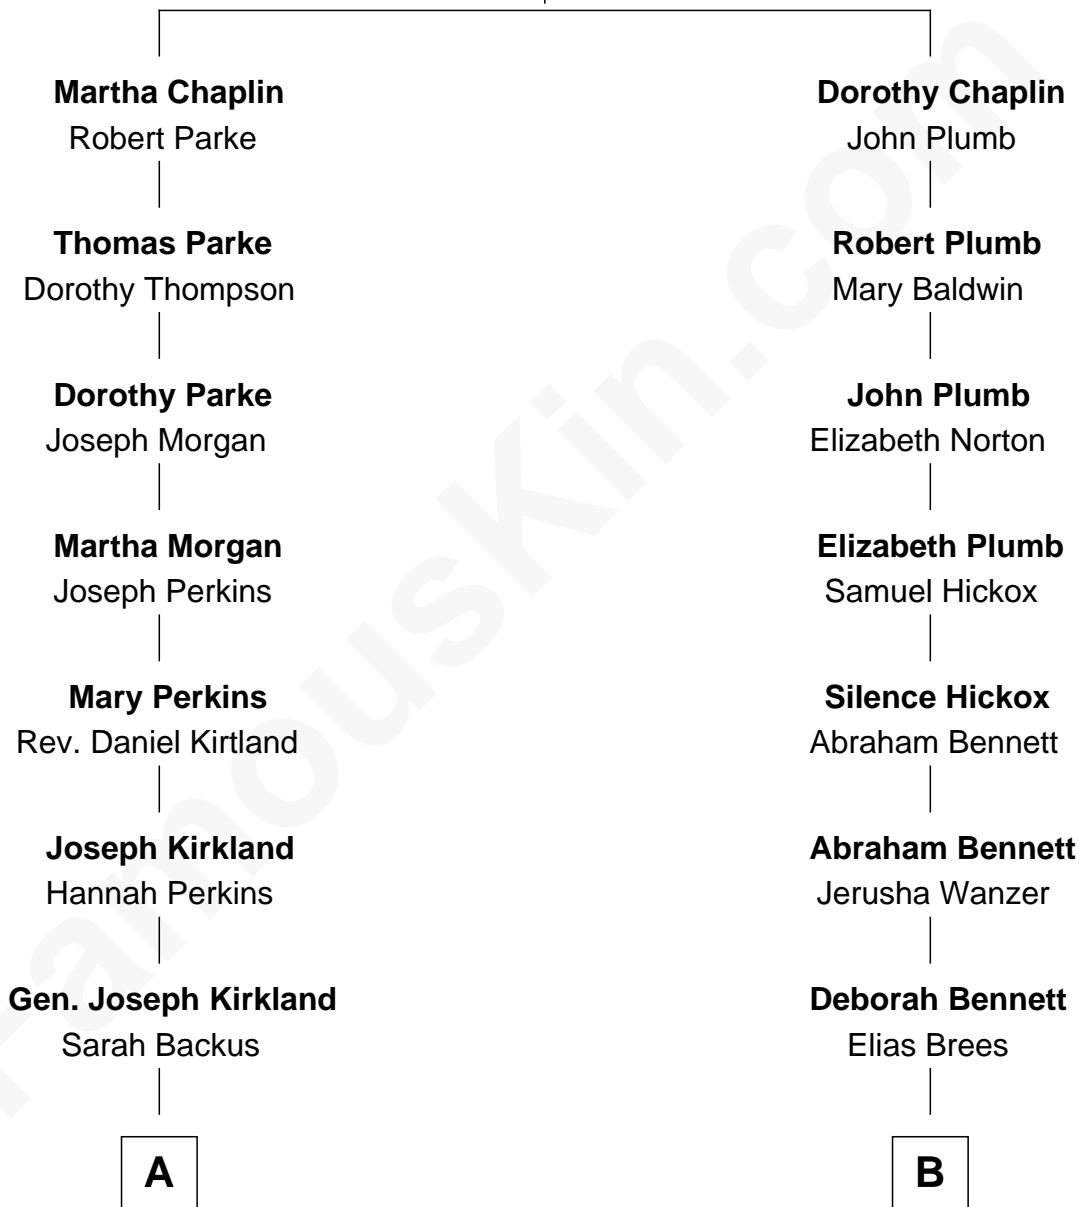 Martha Chaplin
Robert Parke
Thomas Parke
Dorothy Thompson
Dorothy Parke
Joseph Morgan
Martha Morgan
Joseph Perkins
Mary Perkins
Rev. Daniel Kirtland
Joseph Kirkland
Hannah Perkins
Gen. Joseph Kirkland
Sarah Backus
A
Dorothy Chaplin
John Plumb
Robert Plumb
Mary Baldwin
John Plumb
Elizabeth Norton
Elizabeth Plumb
Samuel Hickox
Silence Hickox
Abraham Bennett
Abraham Bennett
Jerusha Wanzer
Deborah Bennett
Elias Brees
B
FamousKin.com